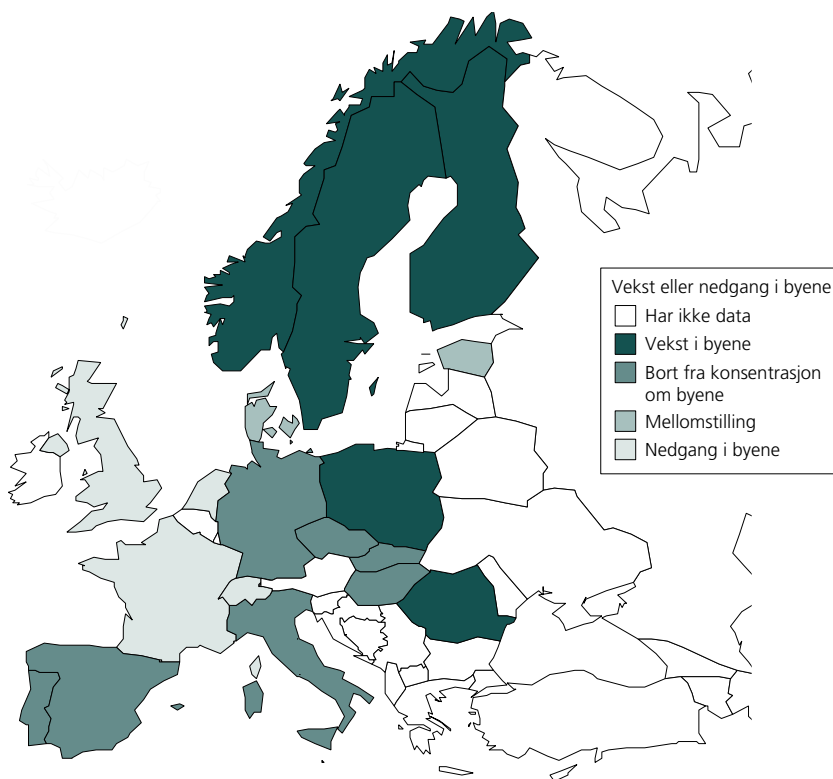 Vekst eller nedgang i byene
Har ikke data
Vekst i byene
Bort fra konsentrasjon
om byene
Mellomstilling
Nedgang i byene